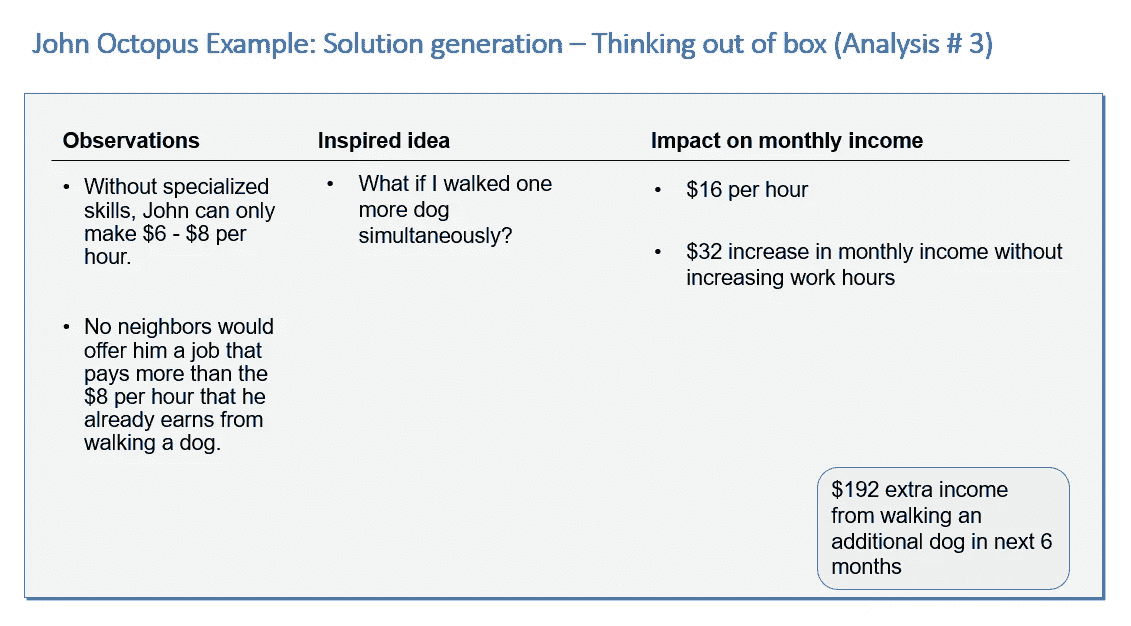 John Octopus Example: Solution generation – Thinking out of box (Analysis # 3)
Observations
• Without specialized
skills, John can only
make $6 - $8 per
hour.
• No neighbors would
offer him a job that
pays more than the
$8 per hour that he
already earns from
walking a dog.
Inspired idea
• What if I walked one
more dog
simultaneously?
Impact on monthly income
• $16 per hour
• $32 increase in monthly income without
increasing work hours
$192 extra income
from walking an
additional dog in next 6
months